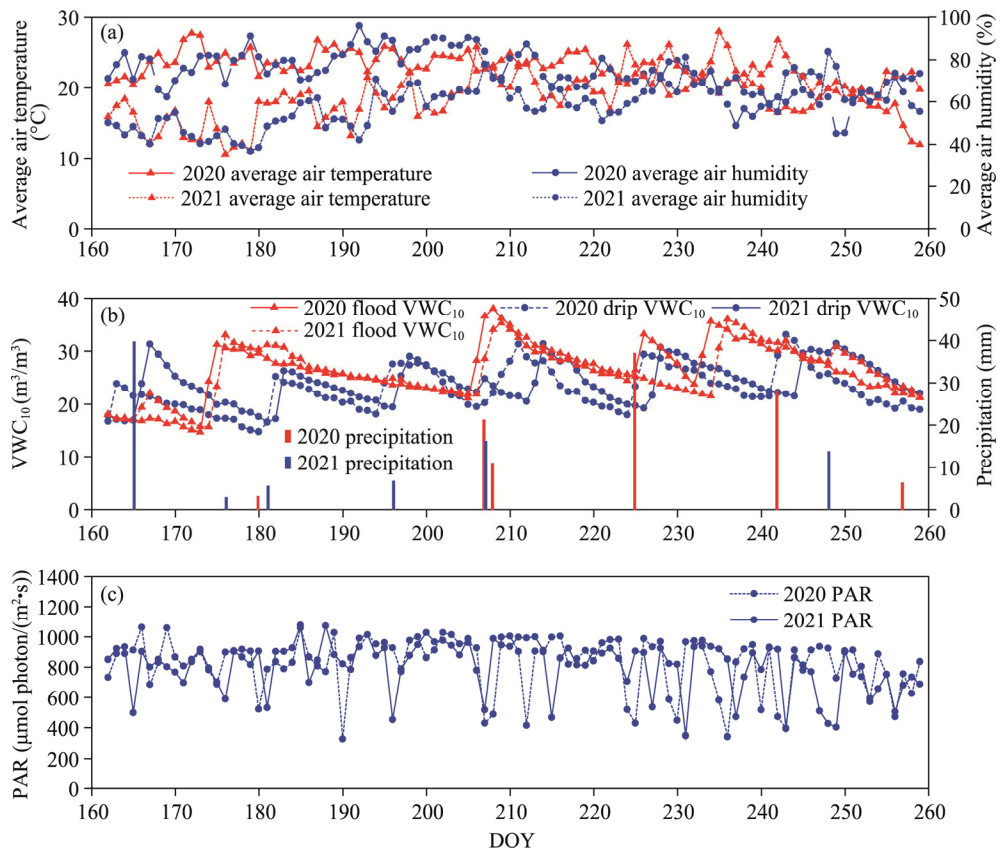 (a)
Average air temperature (°C)
30
20
10
0
Average air humidity (%)
100
80
60
40
20
0
2020 average air temperature
2020 average air humidity
2021 average air temperature
2021 average air humidity
160 170 180 190 200 210 220 230 240 250 260
(b)
VWC₁₀ (m³/m³)
40
30
20
10
0
Precipitation (mm)
50
40
30
20
10
0
2020 flood VWC₁₀
2020 drip VWC₁₀
2021 drip VWC₁₀
2021 flood VWC₁₀
2020 precipitation
2021 precipitation
160 170 180 190 200 210 220 230 240 250 260
(c)
PAR (μmol photon/(m²•s)
1400
1200
1000
800
600
400
200
0
2020 PAR
2021 PAR
160 170 180 190 200 210 220 230 240 250 260
DOY